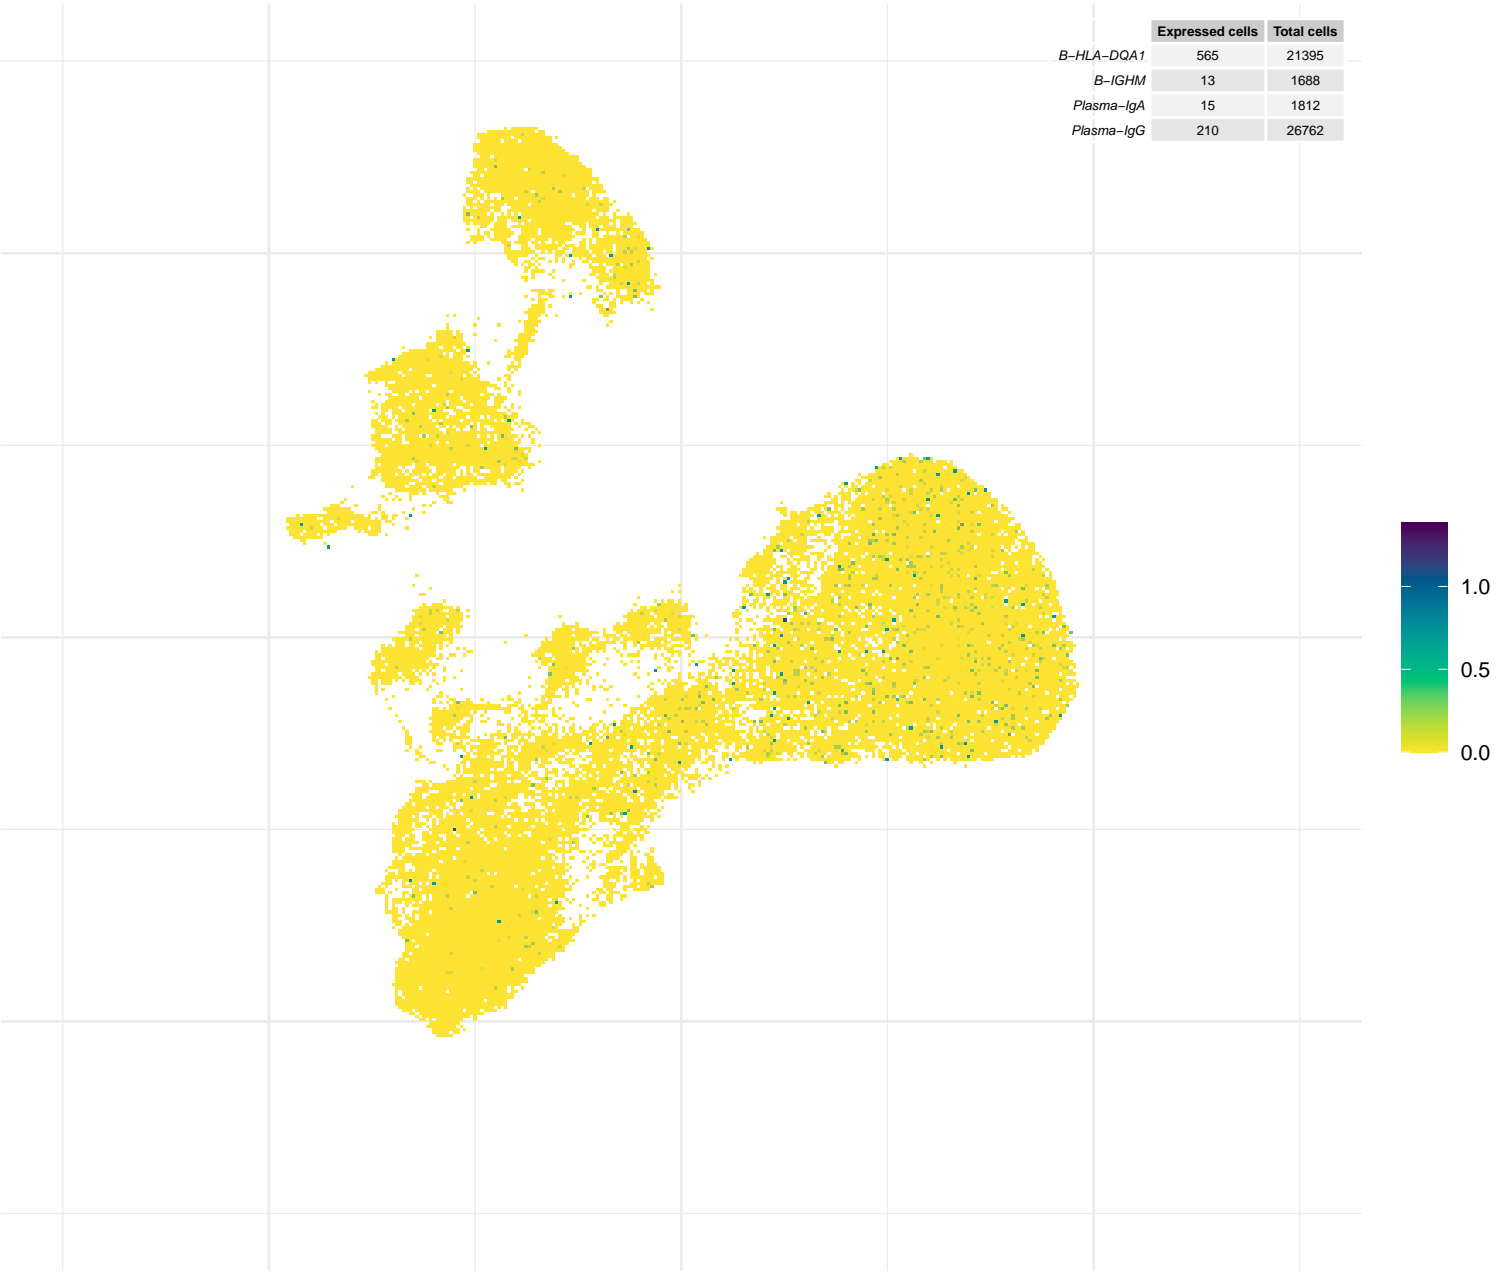 Expressed cells Total cells
B−HLA−DQA1 565 21395
B−IGHM 13 1688
Plasma−IgA 15 1812
Plasma−IgG 210 26762
1.0
0.5
0.0